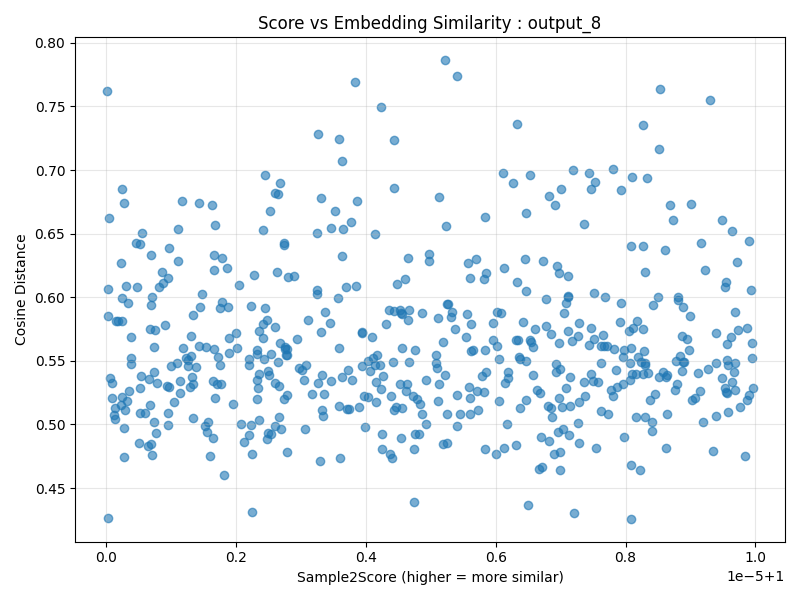 Score vs Embedding Similarity : output_8
Cosine Distance
0.80
0.75
0.70
0.65
0.60
0.55
0.50
0.45
0.0 0.2 0.4 0.6 0.8 1.0
1e−5+1
Sample2Score (higher = more similar)